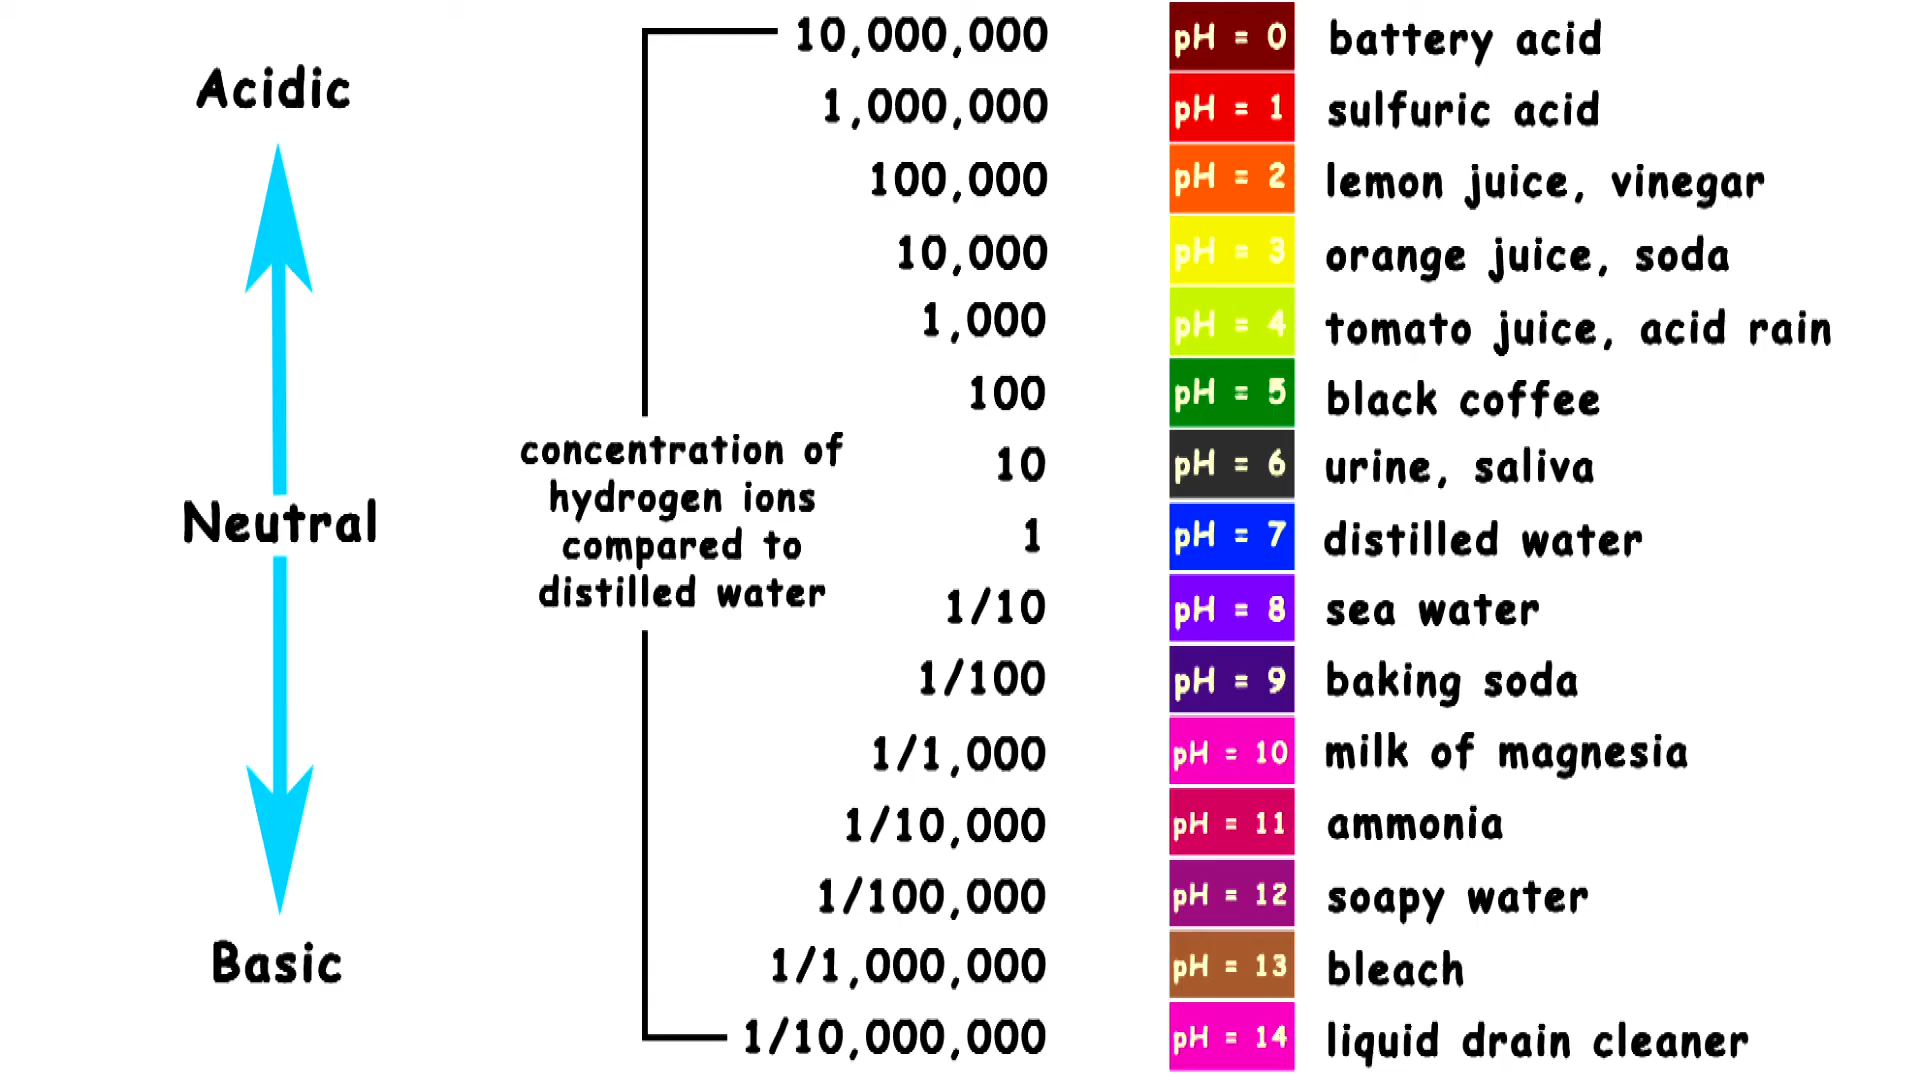 Acidic
Neutral
Basic
concentration of
hydrogen ions
compared to
distilled water
10,000,000 pH = 0 battery acid
1,000,000 pH = 1 sulfuric acid
100,000 pH = 2 lemon juice, vinegar
10,000 pH = 3 orange juice, soda
1,000 pH = 4 tomato juice, acid rain
100 pH = 5 black coffee
10 pH = 6 urine, saliva
1 pH = 7 distilled water
1/10 pH = 8 sea water
1/100 pH = 9 baking soda
1/1,000 pH = 10 milk of magnesia
1/10,000 pH = 11 ammonia
1/100,000 pH = 12 soapy water
1/1,000,000 pH = 13 bleach
1/10,000,000 pH = 14 liquid drain cleaner